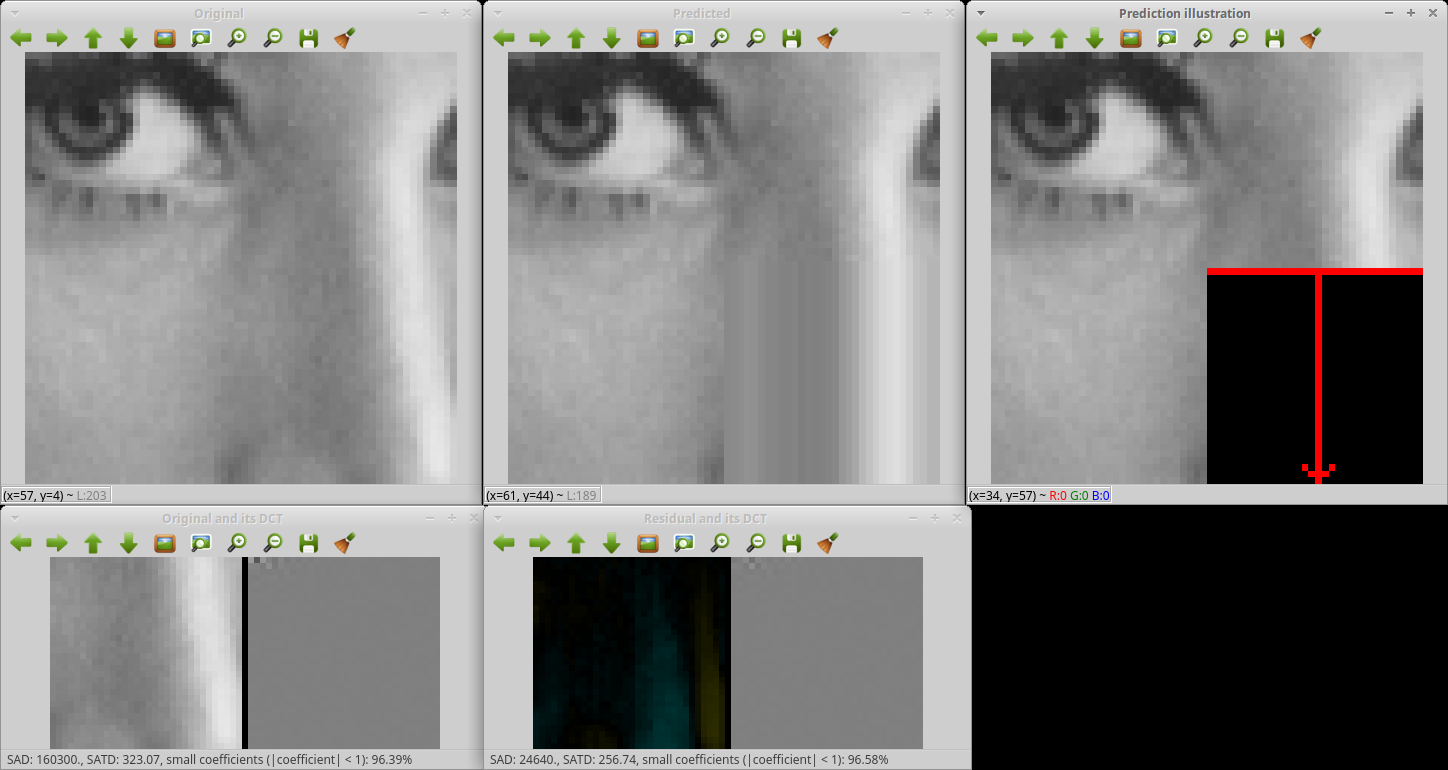 Original
Predicted
Prediction illustration
(x=57, y=4) ~ L:203
(x=61, y=44) ~ L:189
(x=34, y=57) ~ R:0 G:0 B:0
Original and its DCT
Residual and its DCT
SAD: 160300., SATD: 323.07, small coefficients (|coefficient| < 1): 96.39%
SAD: 24640., SATD: 256.74, small coefficients (|coefficient| < 1): 96.58%